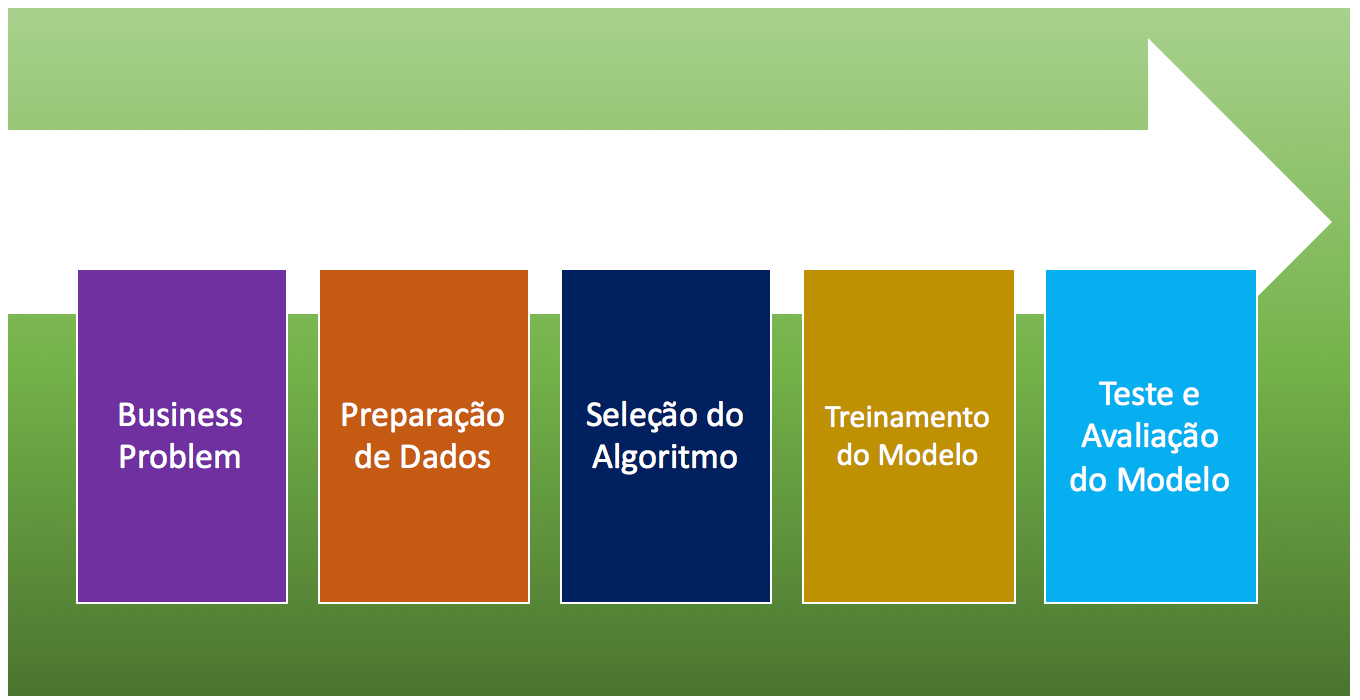 Business
Problem
Preparação
de Dados
Seleção do
Algoritmo
Treinamento
do Modelo
Teste e
Avaliação
do Modelo